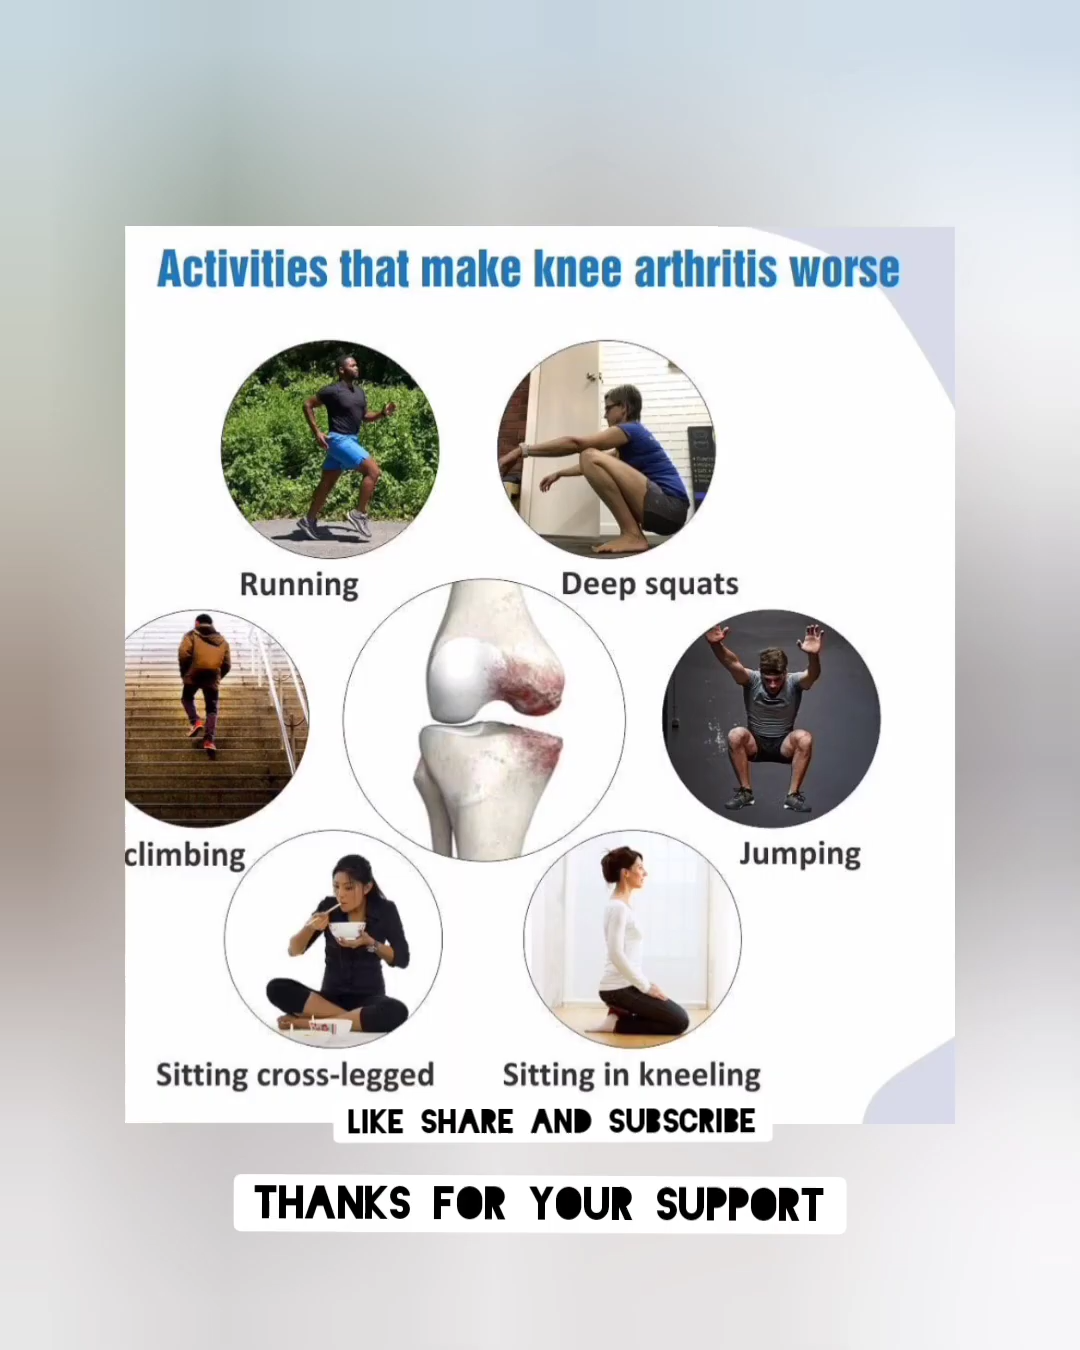 Activities that make knee arthritis worse
Running
Deep squats
climbing
Jumping
Sitting cross-legged
Sitting in kneeling
LIKE SHARE AND SUBSCRIBE
THANKS FOR YOUR SUPPORT